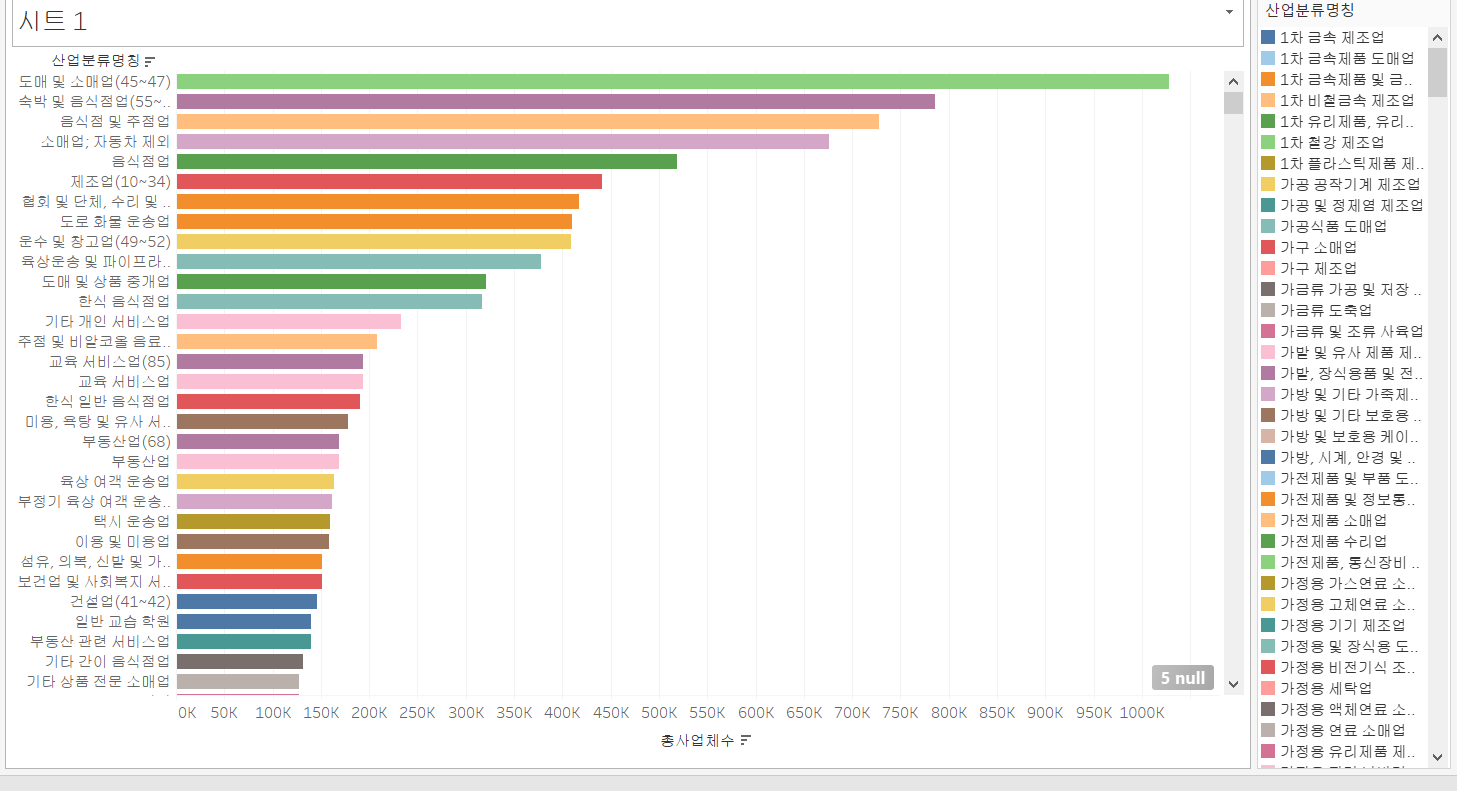 시트 1
산업분류명칭
도매 및 소매업(45~47)
숙박 및 음식점업(55~..
음식점 및 주점업
소매업; 자동차 제외
음식점업
제조업(10~34)
협회 및 단체, 수리 및 ..
도로 화물 운송업
운수 및 창고업(49~52)
육상운송 및 파이프라..
도매 및 상품 중개업
한식 음식점업
기타 개인 서비스업
주점 및 비알코올 음료..
교육 서비스업(85)
교육 서비스업
한식 일반 음식점업
미용, 욕탕 및 유사 서..
부동산업(68)
부동산업
육상 여객 운송업
부정기 육상 여객 운송..
택시 운송업
이용 및 미용업
섬유, 의복, 신발 및 가..
보건업 및 사회복지 서..
건설업(41~42)
일반 교습 학원
부동산 관련 서비스업
기타 간이 음식점업
기타 상품 전문 소매업
5 null
0K 50K 100K 150K 200K 250K 300K 350K 400K 450K 500K 550K 600K 650K 700K 750K 800K 850K 900K 950K 1000K
총사업체수
산업분류명칭
1차 금속 제조업
1차 금속제품 도매업
1차 금속제품 및 금..
1차 비철금속 제조업
1차 유리제품, 유리..
1차 철강 제조업
1차 플라스틱제품 제..
가공 공작기계 제조업
가공 및 정제염 제조업
가공식품 도매업
가구 소매업
가구 제조업
가금류 가공 및 저장 ..
가금류 도축업
가금류 및 조류 사육업
가발 및 유사 제품 제..
가발, 장식용품 및 전..
가방 및 기타 가죽제..
가방 및 기타 보호용 ..
가방 및 보호용 케이..
가방, 시계, 안경 및 ..
가전제품 및 부품 도..
가전제품 및 정보통..
가전제품 소매업
가전제품 수리업
가전제품, 통신장비 ..
가정용 가스연료 소..
가정용 고체연료 소..
가정용 기기 제조업
가정용 및 장식용 도..
가정용 비전기식 조..
가정용 세탁업
가정용 액체연료 소..
가정용 연료 소매업
가정용 유리제품 제..